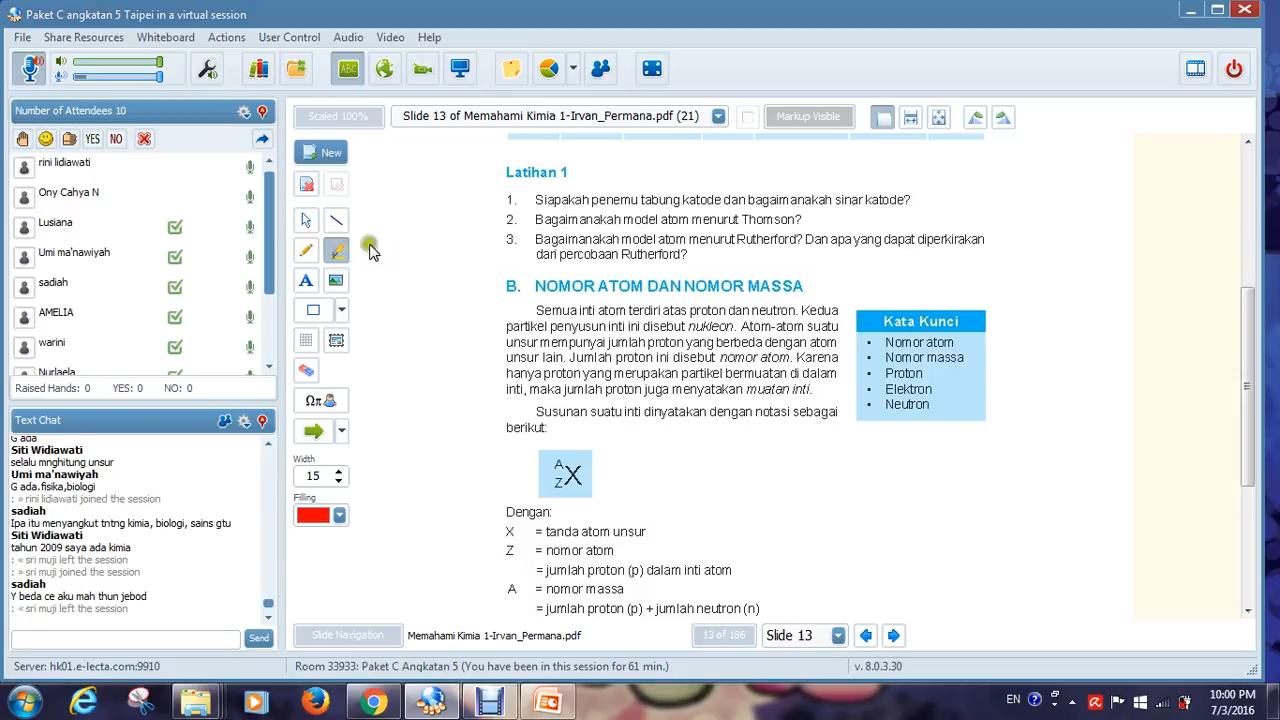 Paket C angkatan 5 Taipei in a virtual session
File Share Resources Whiteboard Actions User Control Audio Video Help
ABC
Number of Attendees 10
YES NO
rini lidiawati
Ony Cahya N
Lusiana
Umi ma'nawiyah
sadiah
AMELIA
warini
Nurlaela
Raised Hands: 0 YES: 0 NO: 0
Text Chat
G ada
Siti Widiawati
selalu mnghitung unsur
Umi ma'nawiyah
G ada.fisika,biologi
: » rini lidiawati joined the session
sadiah
Ipa itu menyangkut tntng kimia, biologi, sains gtu
Siti Widiawati
tahun 2009 saya ada kimia
: « sri muji left the session
: » sri muji joined the session
sadiah
Y beda ce aku mah thun jebod
: « sri muji left the session
Send
Scaled 100% Slide 13 of Memahami Kimia 1-Irvan_Permana.pdf (21) Markup Visible
New
A
Ωπ
Width
15
Filling
Latihan 1
1. Siapakah penemu tabung katode dan bagaimanakah sinar katode?
2. Bagaimanakah model atom menurut Thomson?
3. Bagaimanakah model atom menurut Rutherford? Dan apa yang dapat diperkirakan
dari percobaan Rutherford?
B. NOMOR ATOM DAN NOMOR MASSA
Semua inti atom terdiri atas proton dan neutron. Kedua
partikel penyusun inti ini disebut nukleon. Atom-atom suatu
unsur mempunyai jumlah proton yang berbeda dengan atom
unsur lain. Jumlah proton ini disebut nomor atom. Karena
hanya proton yang merupakan partikel bermuatan di dalam
inti, maka jumlah proton juga menyatakan muatan inti.
Susunan suatu inti dinyatakan dengan notasi sebagai
berikut:
Kata Kunci
• Nomor atom
• Nomor massa
• Proton
• Elektron
• Neutron
A
Z X
Dengan:
X = tanda atom unsur
Z = nomor atom
= jumlah proton (p) dalam inti atom
A = nomor massa
= jumlah proton (p) + jumlah neutron (n)
Slide Navigation Memahami Kimia 1-Irvan_Permana.pdf 13 of 186 Slide 13
Server: hk01.e-lecta.com:9910 Room 33933: Paket C Angkatan 5 (You have been in this session for 61 min.) v. 8.0.3.30
EN 10:00 PM
7/3/2016